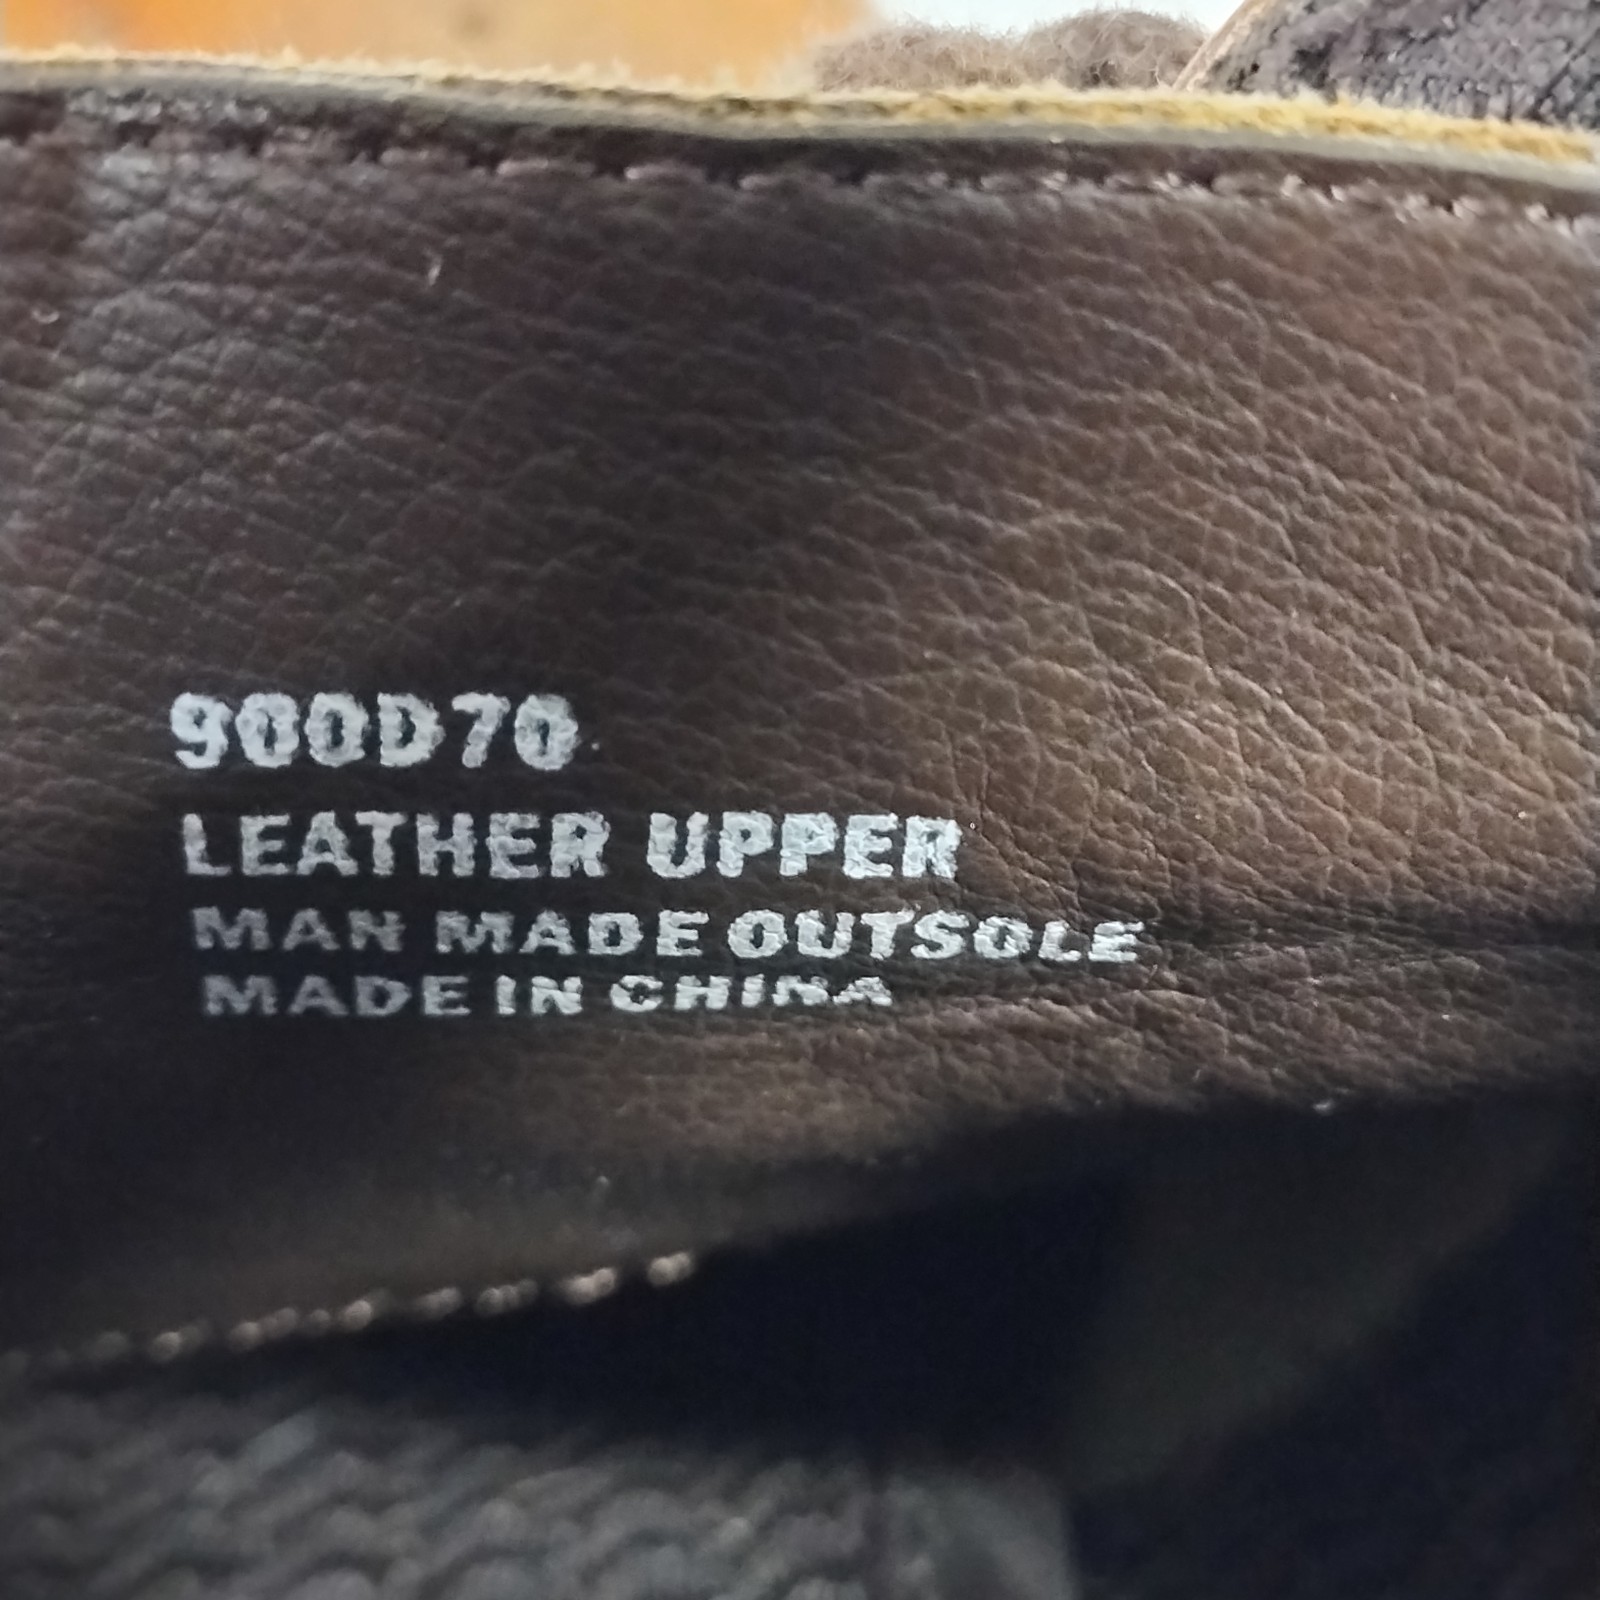 900D70
LEATHER UPPER
MAN MADE OUTSOLE
MADE IN CHINA